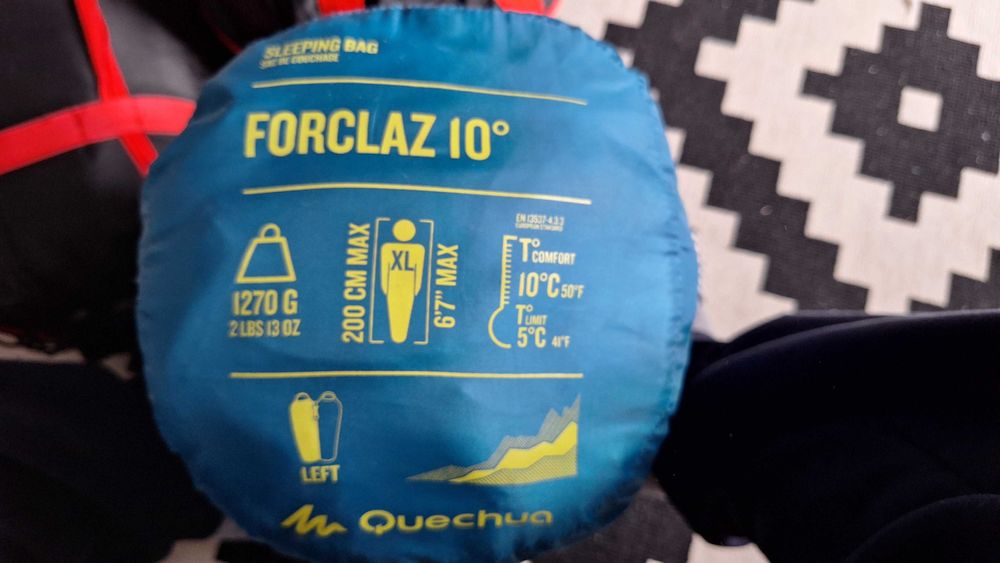 SLEEPING BAG
SAC DE COUCHAGE
FORCLAZ 10°
1270 G
2 LBS 13 OZ
200 CM MAX
XL
6'7" MAX
EN 13537-4.3.3
EUROPEAN STANDARD
T° COMFORT
10°C 50°F
T° LIMIT
5°C 41°F
LEFT
Quechua